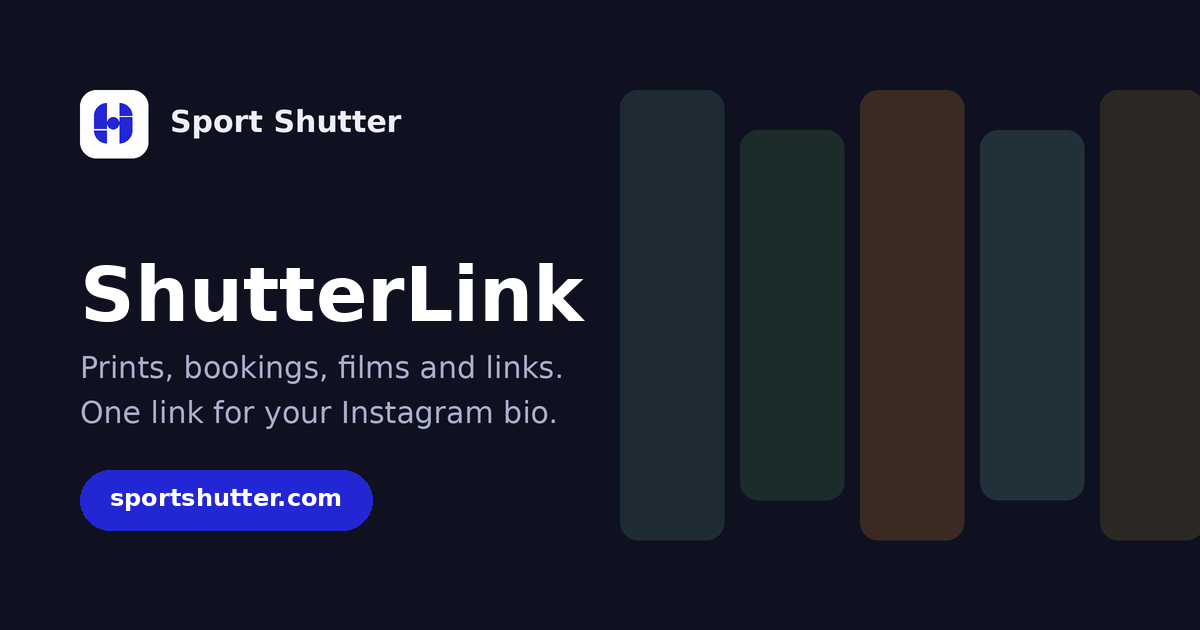 Sport Shutter
ShutterLink
Prints, bookings, films and links.
One link for your Instagram bio.
sportshutter.com